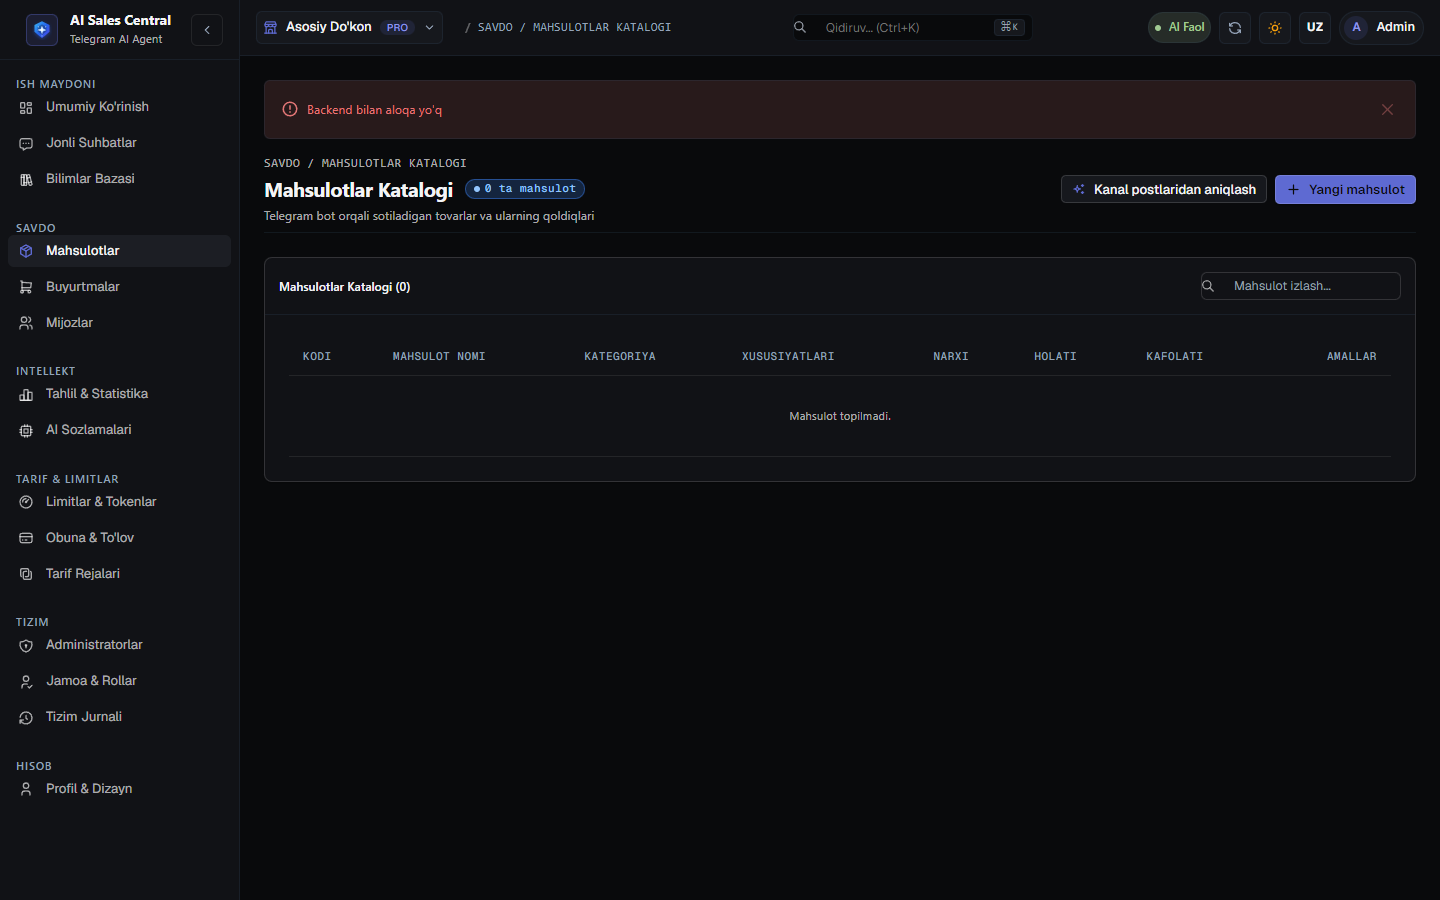 AI Sales Central
Telegram AI Agent
Asosiy Do'kon PRO
/ SAVDO / MAHSULOTLAR KATALOGI
Qidiruv... (Ctrl+K)
⌘K
AI Faol
UZ
A Admin
ISH MAYDONI
Umumiy Ko'rinish
Jonli Suhbatlar
Bilimlar Bazasi
SAVDO
Mahsulotlar
Buyurtmalar
Mijozlar
INTELLEKT
Tahlil & Statistika
AI Sozlamalari
TARIF & LIMITLAR
Limitlar & Tokenlar
Obuna & To'lov
Tarif Rejalari
TIZIM
Administratorlar
Jamoa & Rollar
Tizim Jurnali
HISOB
Profil & Dizayn
Backend bilan aloqa yo'q
SAVDO / MAHSULOTLAR KATALOGI
Mahsulotlar Katalogi
0 ta mahsulot
Telegram bot orqali sotiladigan tovarlar va ularning qoldiqlari
Kanal postlaridan aniqlash
Yangi mahsulot
Mahsulotlar Katalogi (0)
Mahsulot izlash...
KODI MAHSULOT NOMI KATEGORIYA XUSUSIYATLARI NARXI HOLATI KAFOLATI AMALLAR
Mahsulot topilmadi.